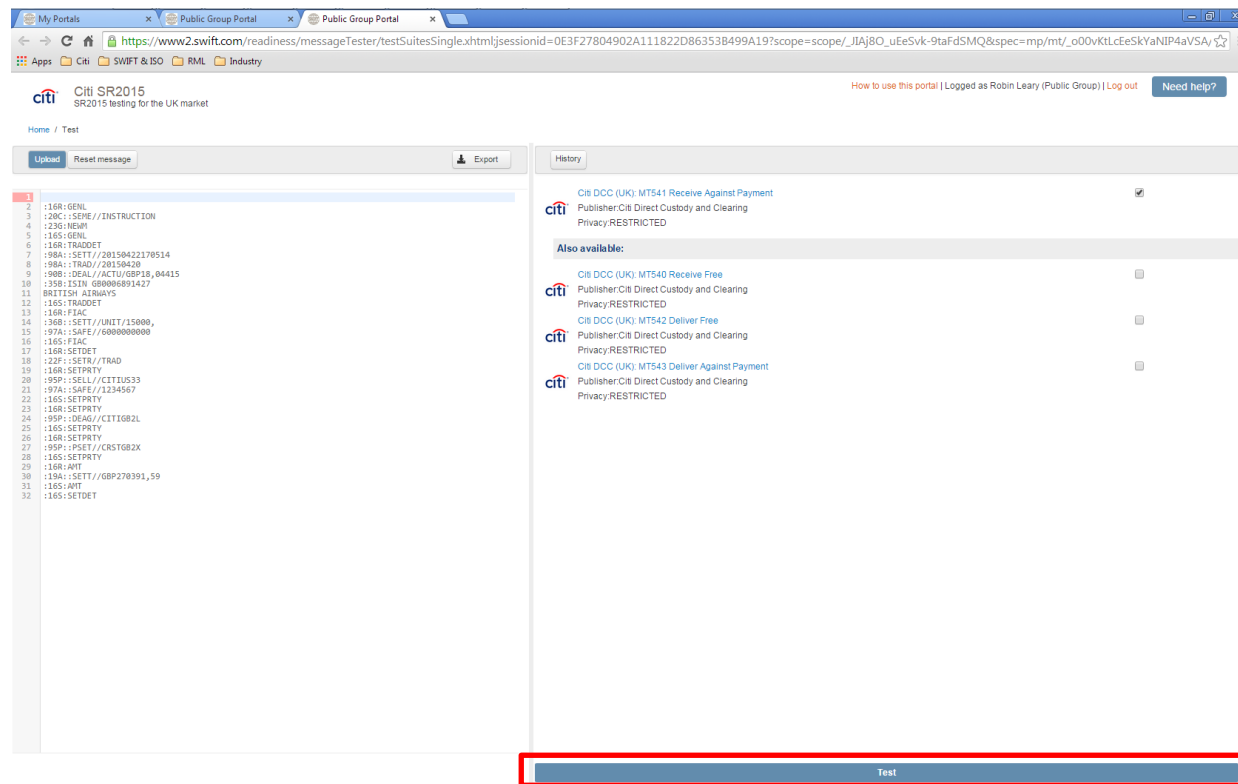 My Portals
Public Group Portal
Public Group Portal
https://www2.swift.com/readiness/messageTester/testSuitesSingle.xhtml;jsessionid=0E3F27804902A111822D86353B499A19?scope=scope/_JIAj8O_uEeSvk-9taFdSMQ&spec=mp/mt/_o00vKtLcEeSkYaNIP4aVSA/
Apps Citi SWIFT & ISO RML Industry
citi
Citi SR2015
SR2015 testing for the UK market
How to use this portal | Logged as Robin Leary (Public Group) | Log out
Need help?
Home / Test
Upload Reset message Export
History
1
2 :16R:GENL
3 :20C::SEME//INSTRUCTION
4 :23G:NEWM
5 :16S:GENL
6 :16R:TRADDET
7 :98A::SETT//20150422170514
8 :98A::TRAD//20150420
9 :90B::DEAL//ACTU/GBP18,04415
10 :35B:ISIN GB0006891427
11 BRITISH AIRWAYS
12 :16S:TRADDET
13 :16R:FIAC
14 :36B::SETT//UNIT/15000,
15 :97A::SAFE//6000000000
16 :16S:FIAC
17 :16R:SETDET
18 :22F::SETR//TRAD
19 :16R:SETPRTY
20 :95P::SELL//CITIUS33
21 :97A::SAFE//1234567
22 :16S:SETPRTY
23 :16R:SETPRTY
24 :95P::DEAG//CITIGB2L
25 :16S:SETPRTY
26 :16R:SETPRTY
27 :95P::PSET//CRSTGB2X
28 :16S:SETPRTY
29 :16R:AMT
30 :19A::SETT//GBP270391,59
31 :16S:AMT
32 :16S:SETDET
Citi DCC (UK): MT541 Receive Against Payment
citi
Publisher:Citi Direct Custody and Clearing
Privacy:RESTRICTED
Also available:
Citi DCC (UK): MT540 Receive Free
citi
Publisher:Citi Direct Custody and Clearing
Privacy:RESTRICTED
Citi DCC (UK): MT542 Deliver Free
citi
Publisher:Citi Direct Custody and Clearing
Privacy:RESTRICTED
Citi DCC (UK): MT543 Deliver Against Payment
citi
Publisher:Citi Direct Custody and Clearing
Privacy:RESTRICTED
Test